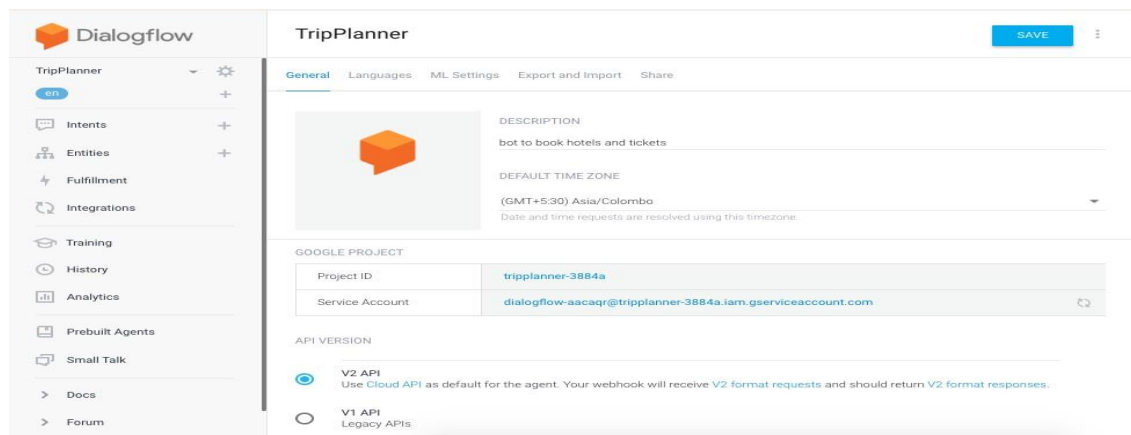 Dialogflow
TripPlanner
SAVE
TripPlanner
en
General Languages ML Settings Export and Import Share
Intents
Entities
Fulfillment
Integrations
Training
History
Analytics
Prebuilt Agents
Small Talk
Docs
Forum
DESCRIPTION
bot to book hotels and tickets
DEFAULT TIME ZONE
(GMT+5:30) Asia/Colombo
Date and time requests are resolved using this timezone.
GOOGLE PROJECT
Project ID tripplanner-3884a
Service Account dialogflow-aacaqr@tripplanner-3884a.iam.gserviceaccount.com
API VERSION
V2 API
Use Cloud API as default for the agent. Your webhook will receive V2 format requests and should return V2 format responses.
V1 API
Legacy APIs